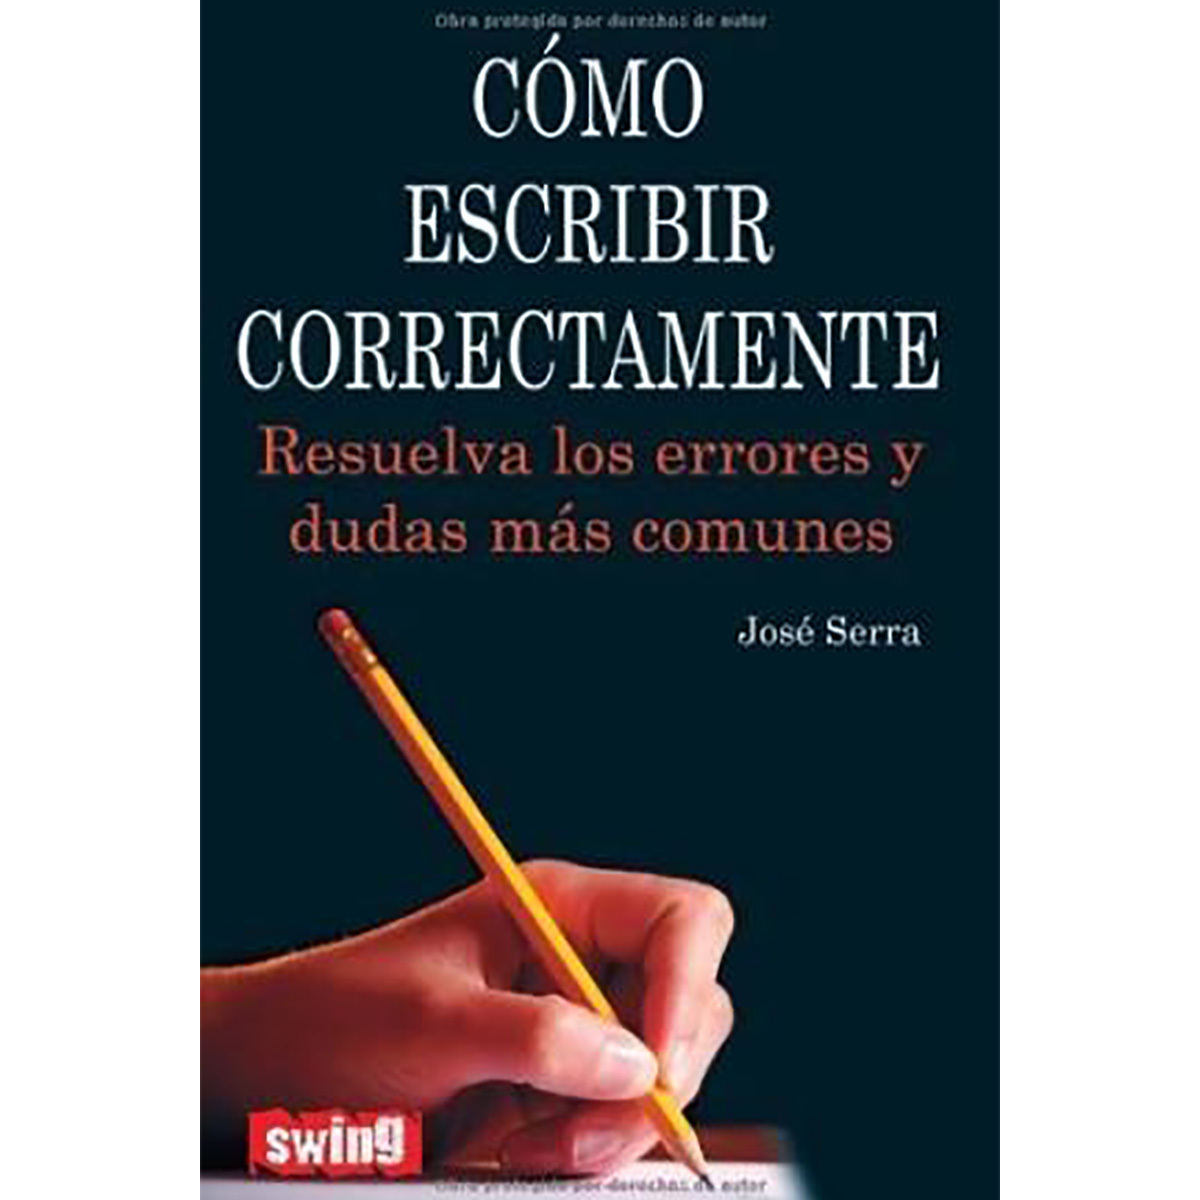 Obra protegida por derechos de autor
CÓMO
ESCRIBIR
CORRECTAMENTE
Resuelva los errores y
dudas más comunes
José Serra
swing
Obra protegida por derechos de autor